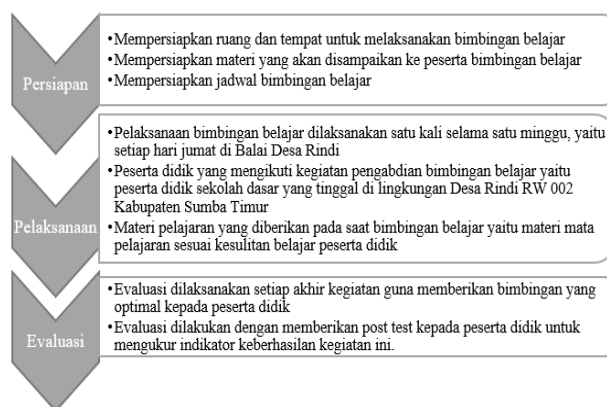 Persiapan
•Mempersiapkan ruang dan tempat untuk melaksanakan bimbingan belajar
•Mempersiapkan materi yang akan disampaikan ke peserta bimbingan belajar
•Mempersiapkan jadwal bimbingan belajar
Pelaksanaan
•Pelaksanaan bimbingan belajar dilaksanakan satu kali selama satu minggu, yaitu
setiap hari jumat di Balai Desa Rindi
•Peserta didik yang mengikuti kegiatan pengabdian bimbingan belajar yaitu
peserta didik sekolah dasar yang tinggal di lingkungan Desa Rindi RW 002
Kabupaten Sumba Timur
•Materi pelajaran yang diberikan pada saat bimbingan belajar yaitu materi mata
pelajaran sesuai kesulitan belajar peserta didik
Evaluasi
•Evaluasi dilaksanakan setiap akhir kegiatan guna memberikan bimbingan yang
optimal kepada peserta didik
•Evaluasi dilakukan dengan memberikan post test kepada peserta didik untuk
mengukur indikator keberhasilan kegiatan ini.